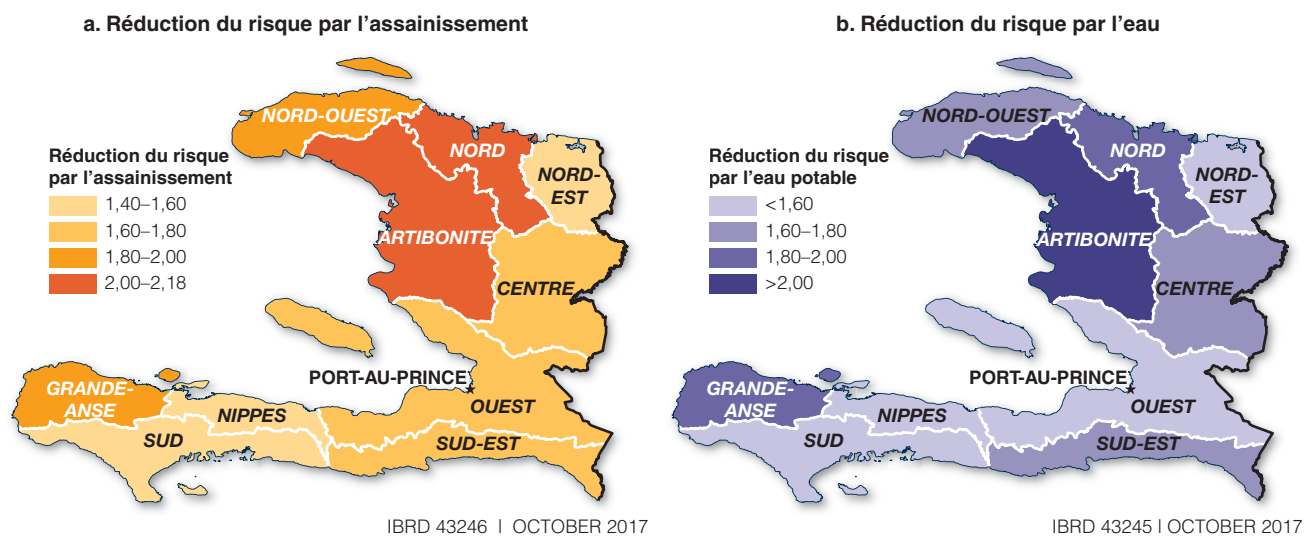 a. Réduction du risque par l'assainissement
NORD-OUEST
NORD
NORD-
EST
ARTIBONITE
CENTRE
Réduction du risque
par l'assainissement
1,40–1,60
1,60–1,80
1,80–2,00
2,00–2,18
PORT-AU-PRINCE
GRANDE-
ANSE
NIPPES
OUEST
SUD
SUD-EST
IBRD 43246 | OCTOBER 2017
b. Réduction du risque par l'eau
NORD-OUEST
NORD
NORD-
EST
ARTIBONITE
CENTRE
Réduction du risque
par l'eau potable
<1,60
1,60–1,80
1,80–2,00
>2,00
PORT-AU-PRINCE
GRANDE-
ANSE
NIPPES
OUEST
SUD
SUD-EST
IBRD 43245 | OCTOBER 2017